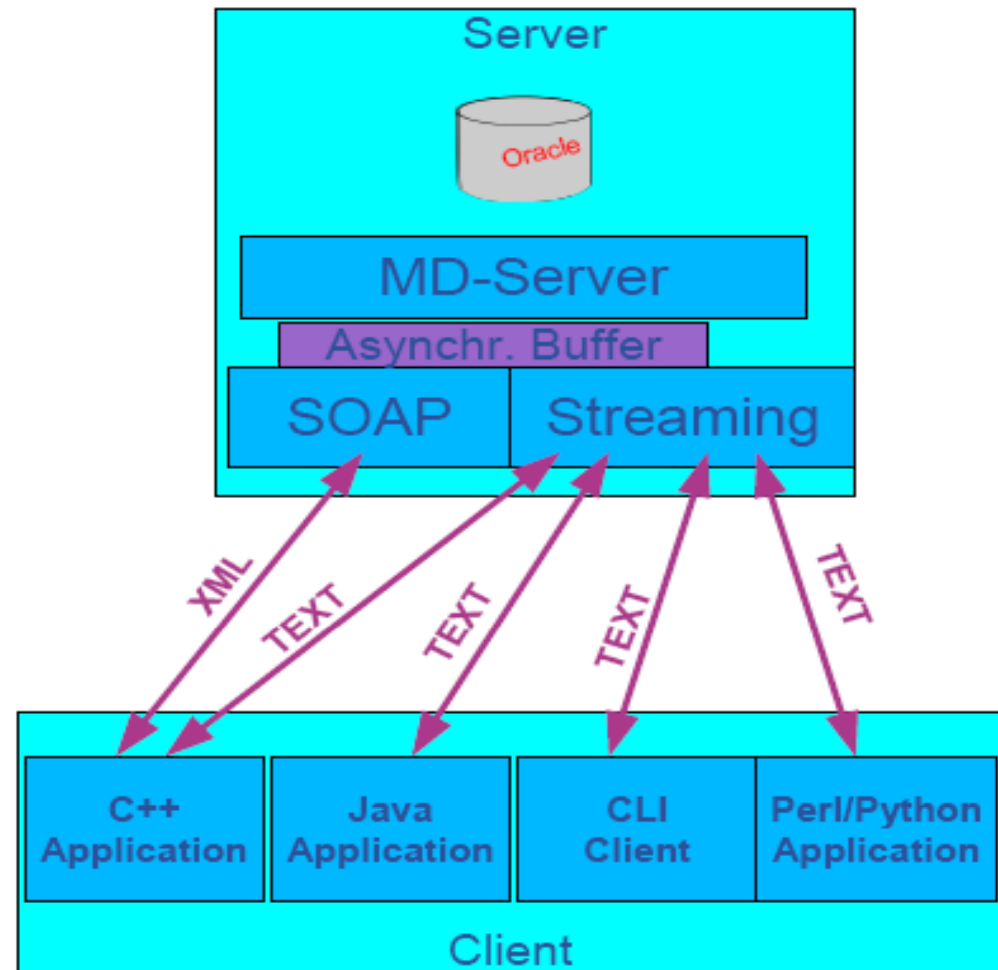 Server
Oracle
MD-Server
Asynchr. Buffer
SOAP
Streaming
XML
TEXT
TEXT
TEXT
TEXT
C++
Application
Java
Application
CLI
Client
Perl/Python
Application
Client